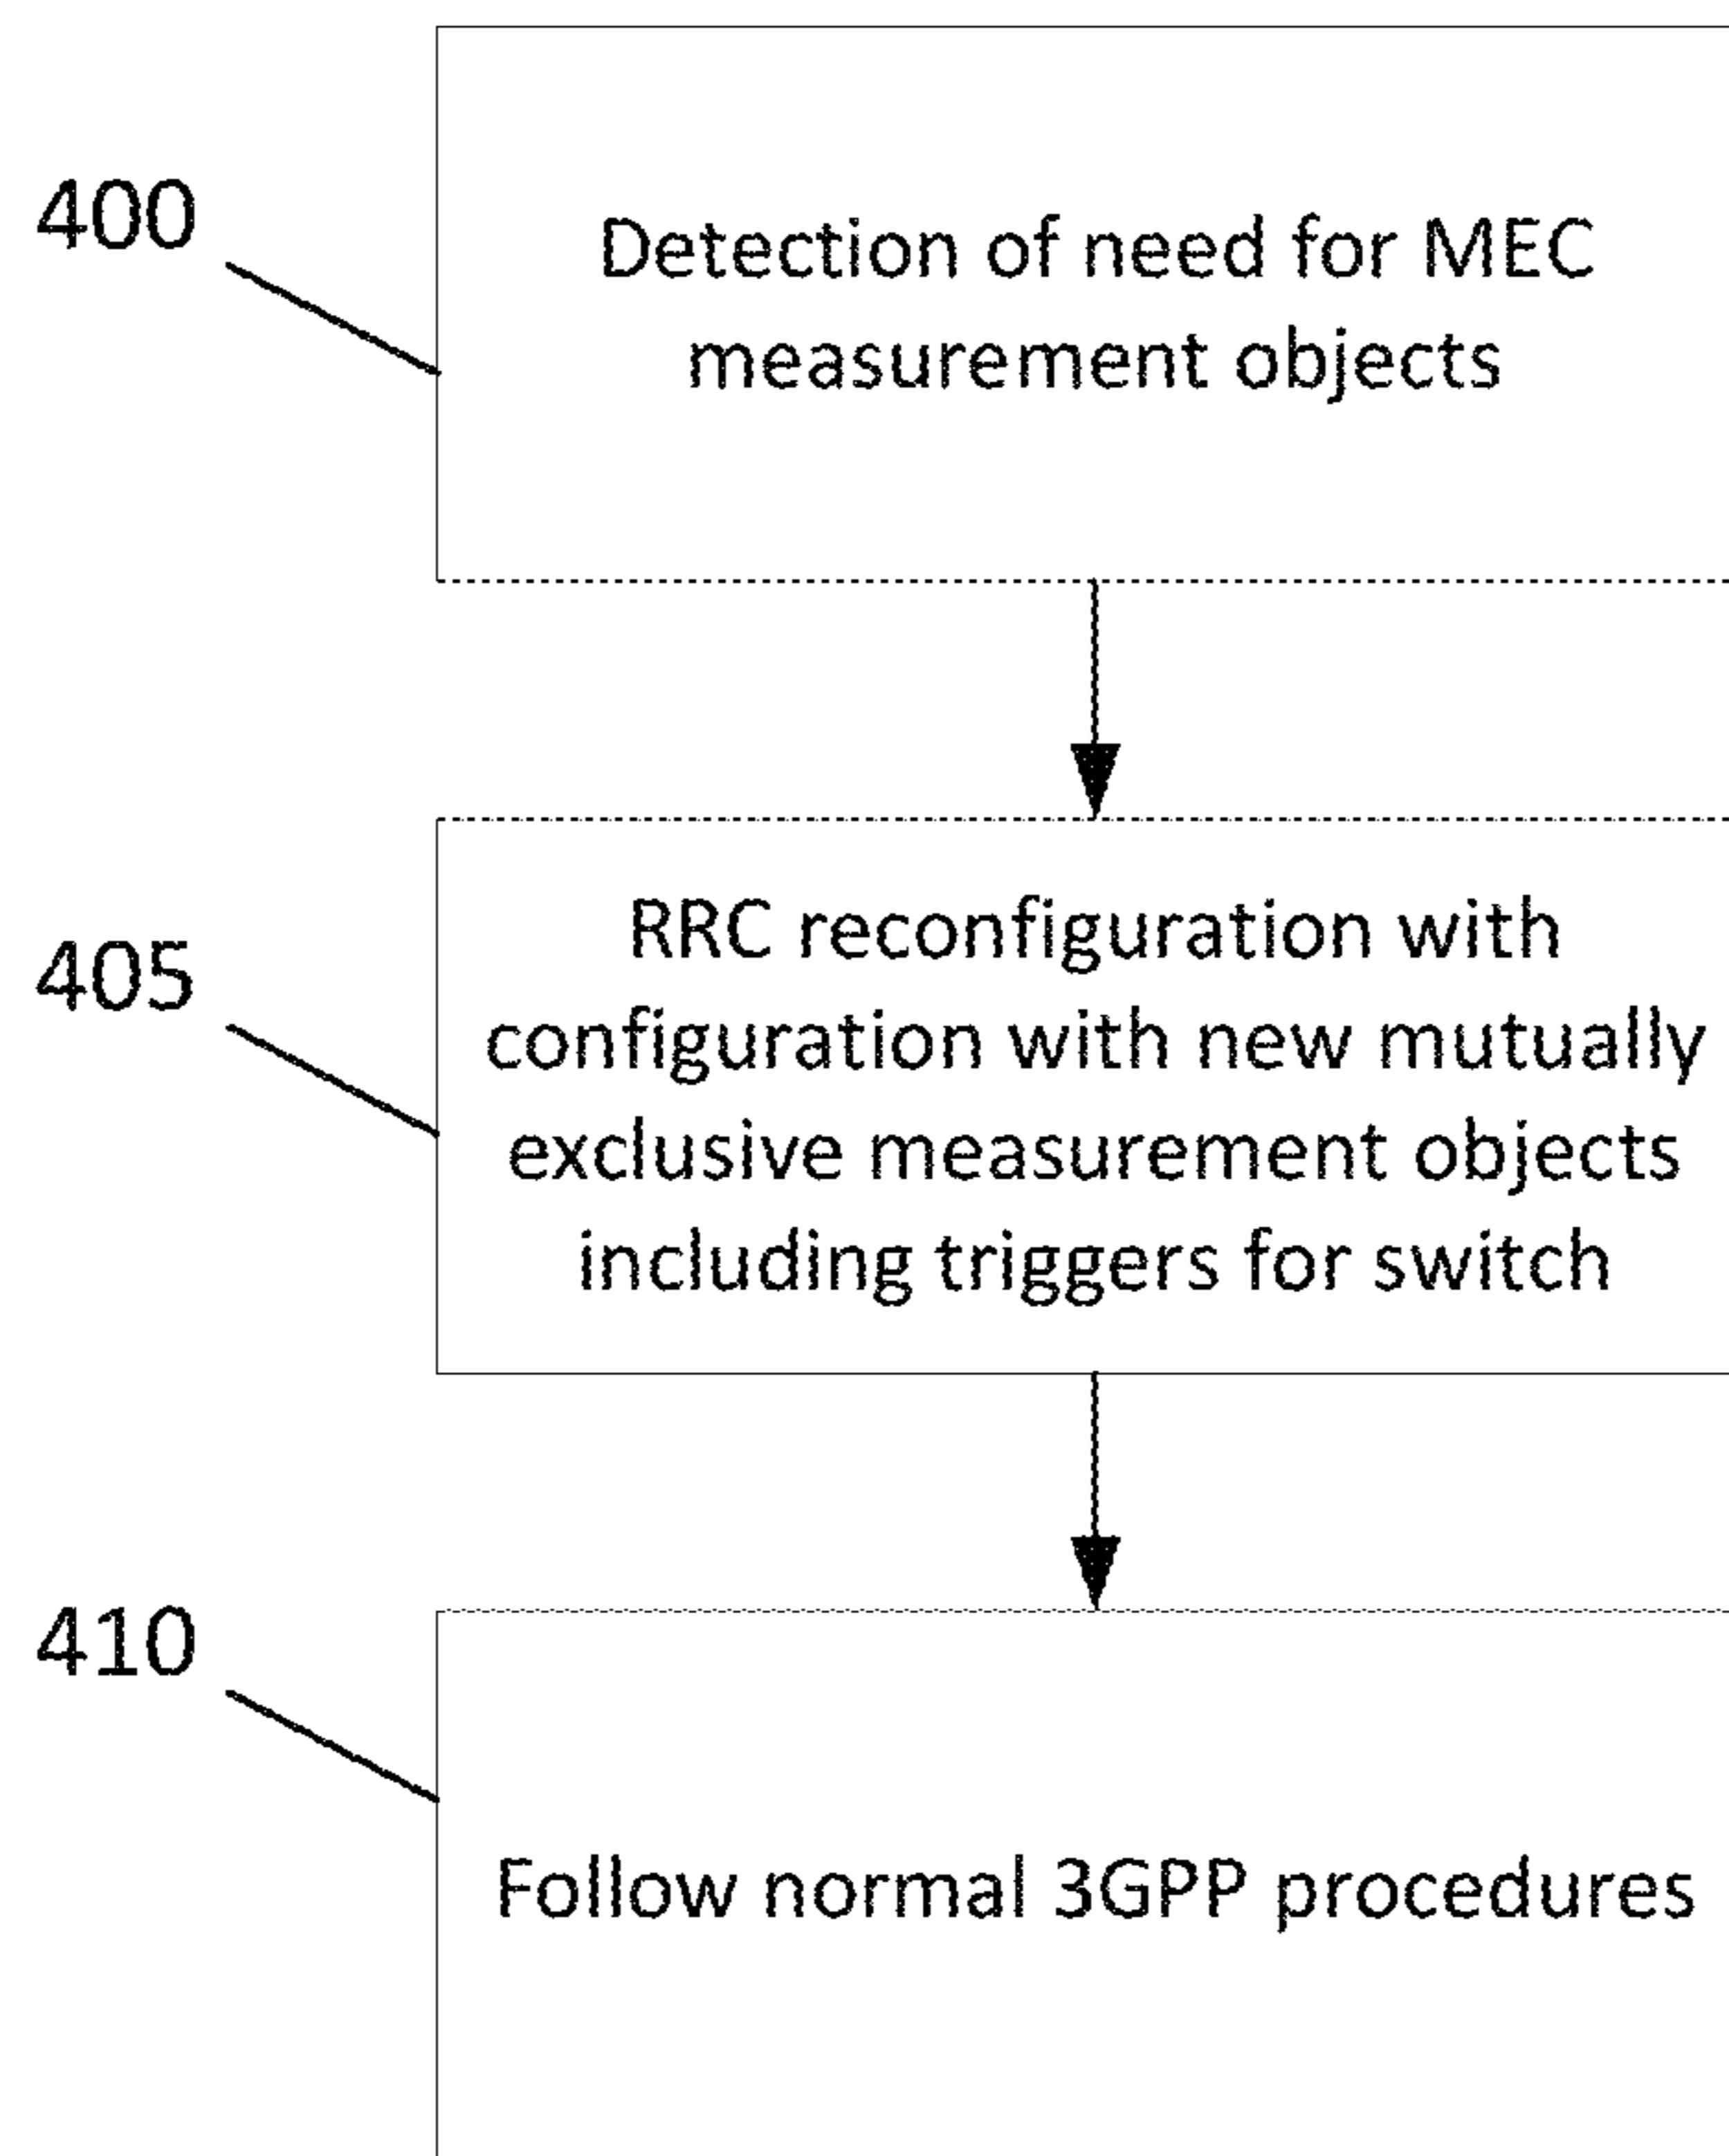 400
Detection of need for MEC
measurement objects
405
RRC reconfiguration with
configuration with new mutually
exclusive measurement objects
including triggers for switch
410
Follow normal 3GPP procedures